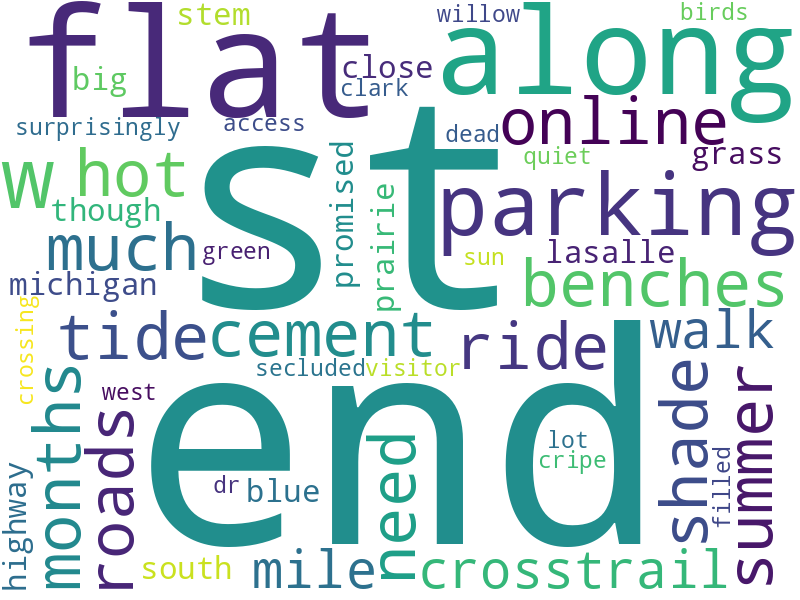 flat
stem
willow
birds
along
big
close
clark
surprisingly
access
dead
online
quiet
grass
w
hot
st
promised
prairie
parking
though
much
green
sun
lasalle
michigan
benches
crossing
tide
cement
ride
walk
secluded
visitor
west
end
months
roads
need
shade
summer
lot
cripe
filled
highway
dr
blue
south
mile
crosstrail